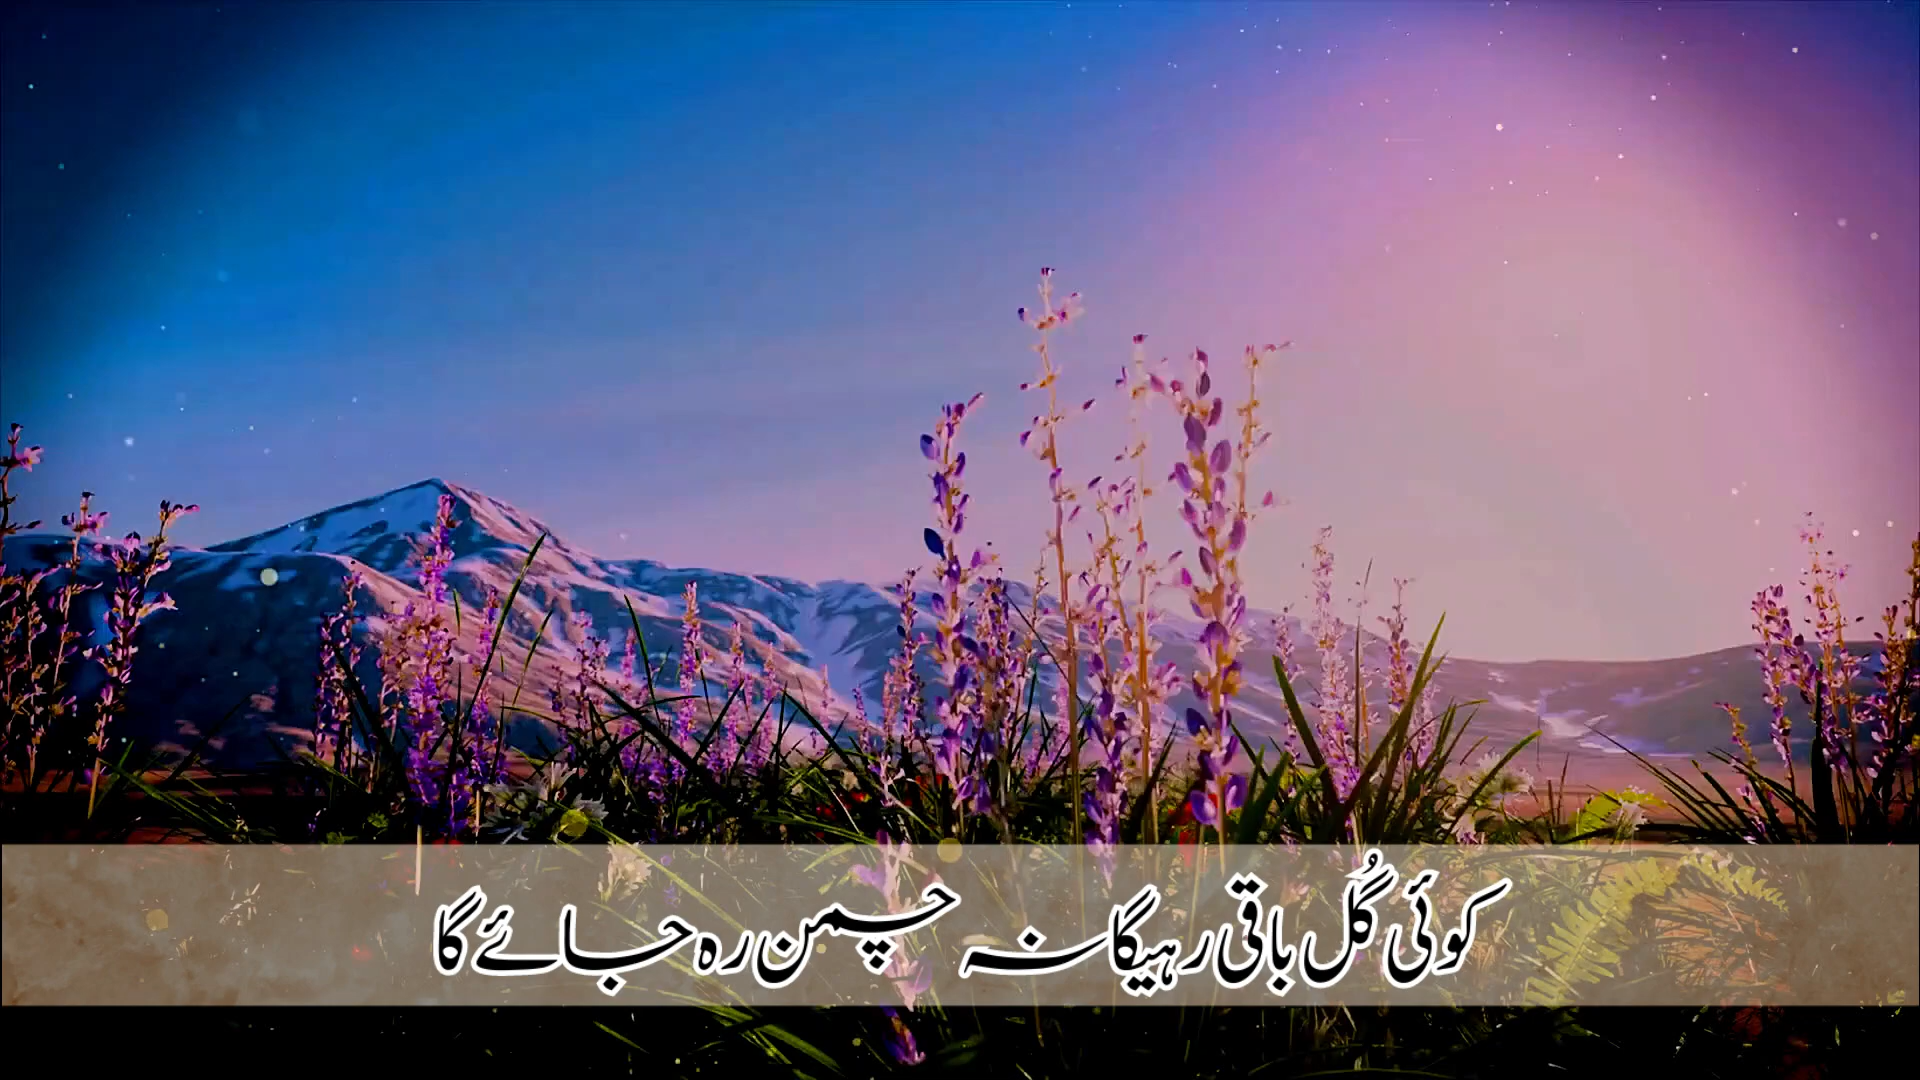 کوئی گُل باقی رہیگا نہ چمن رہ جائے گا